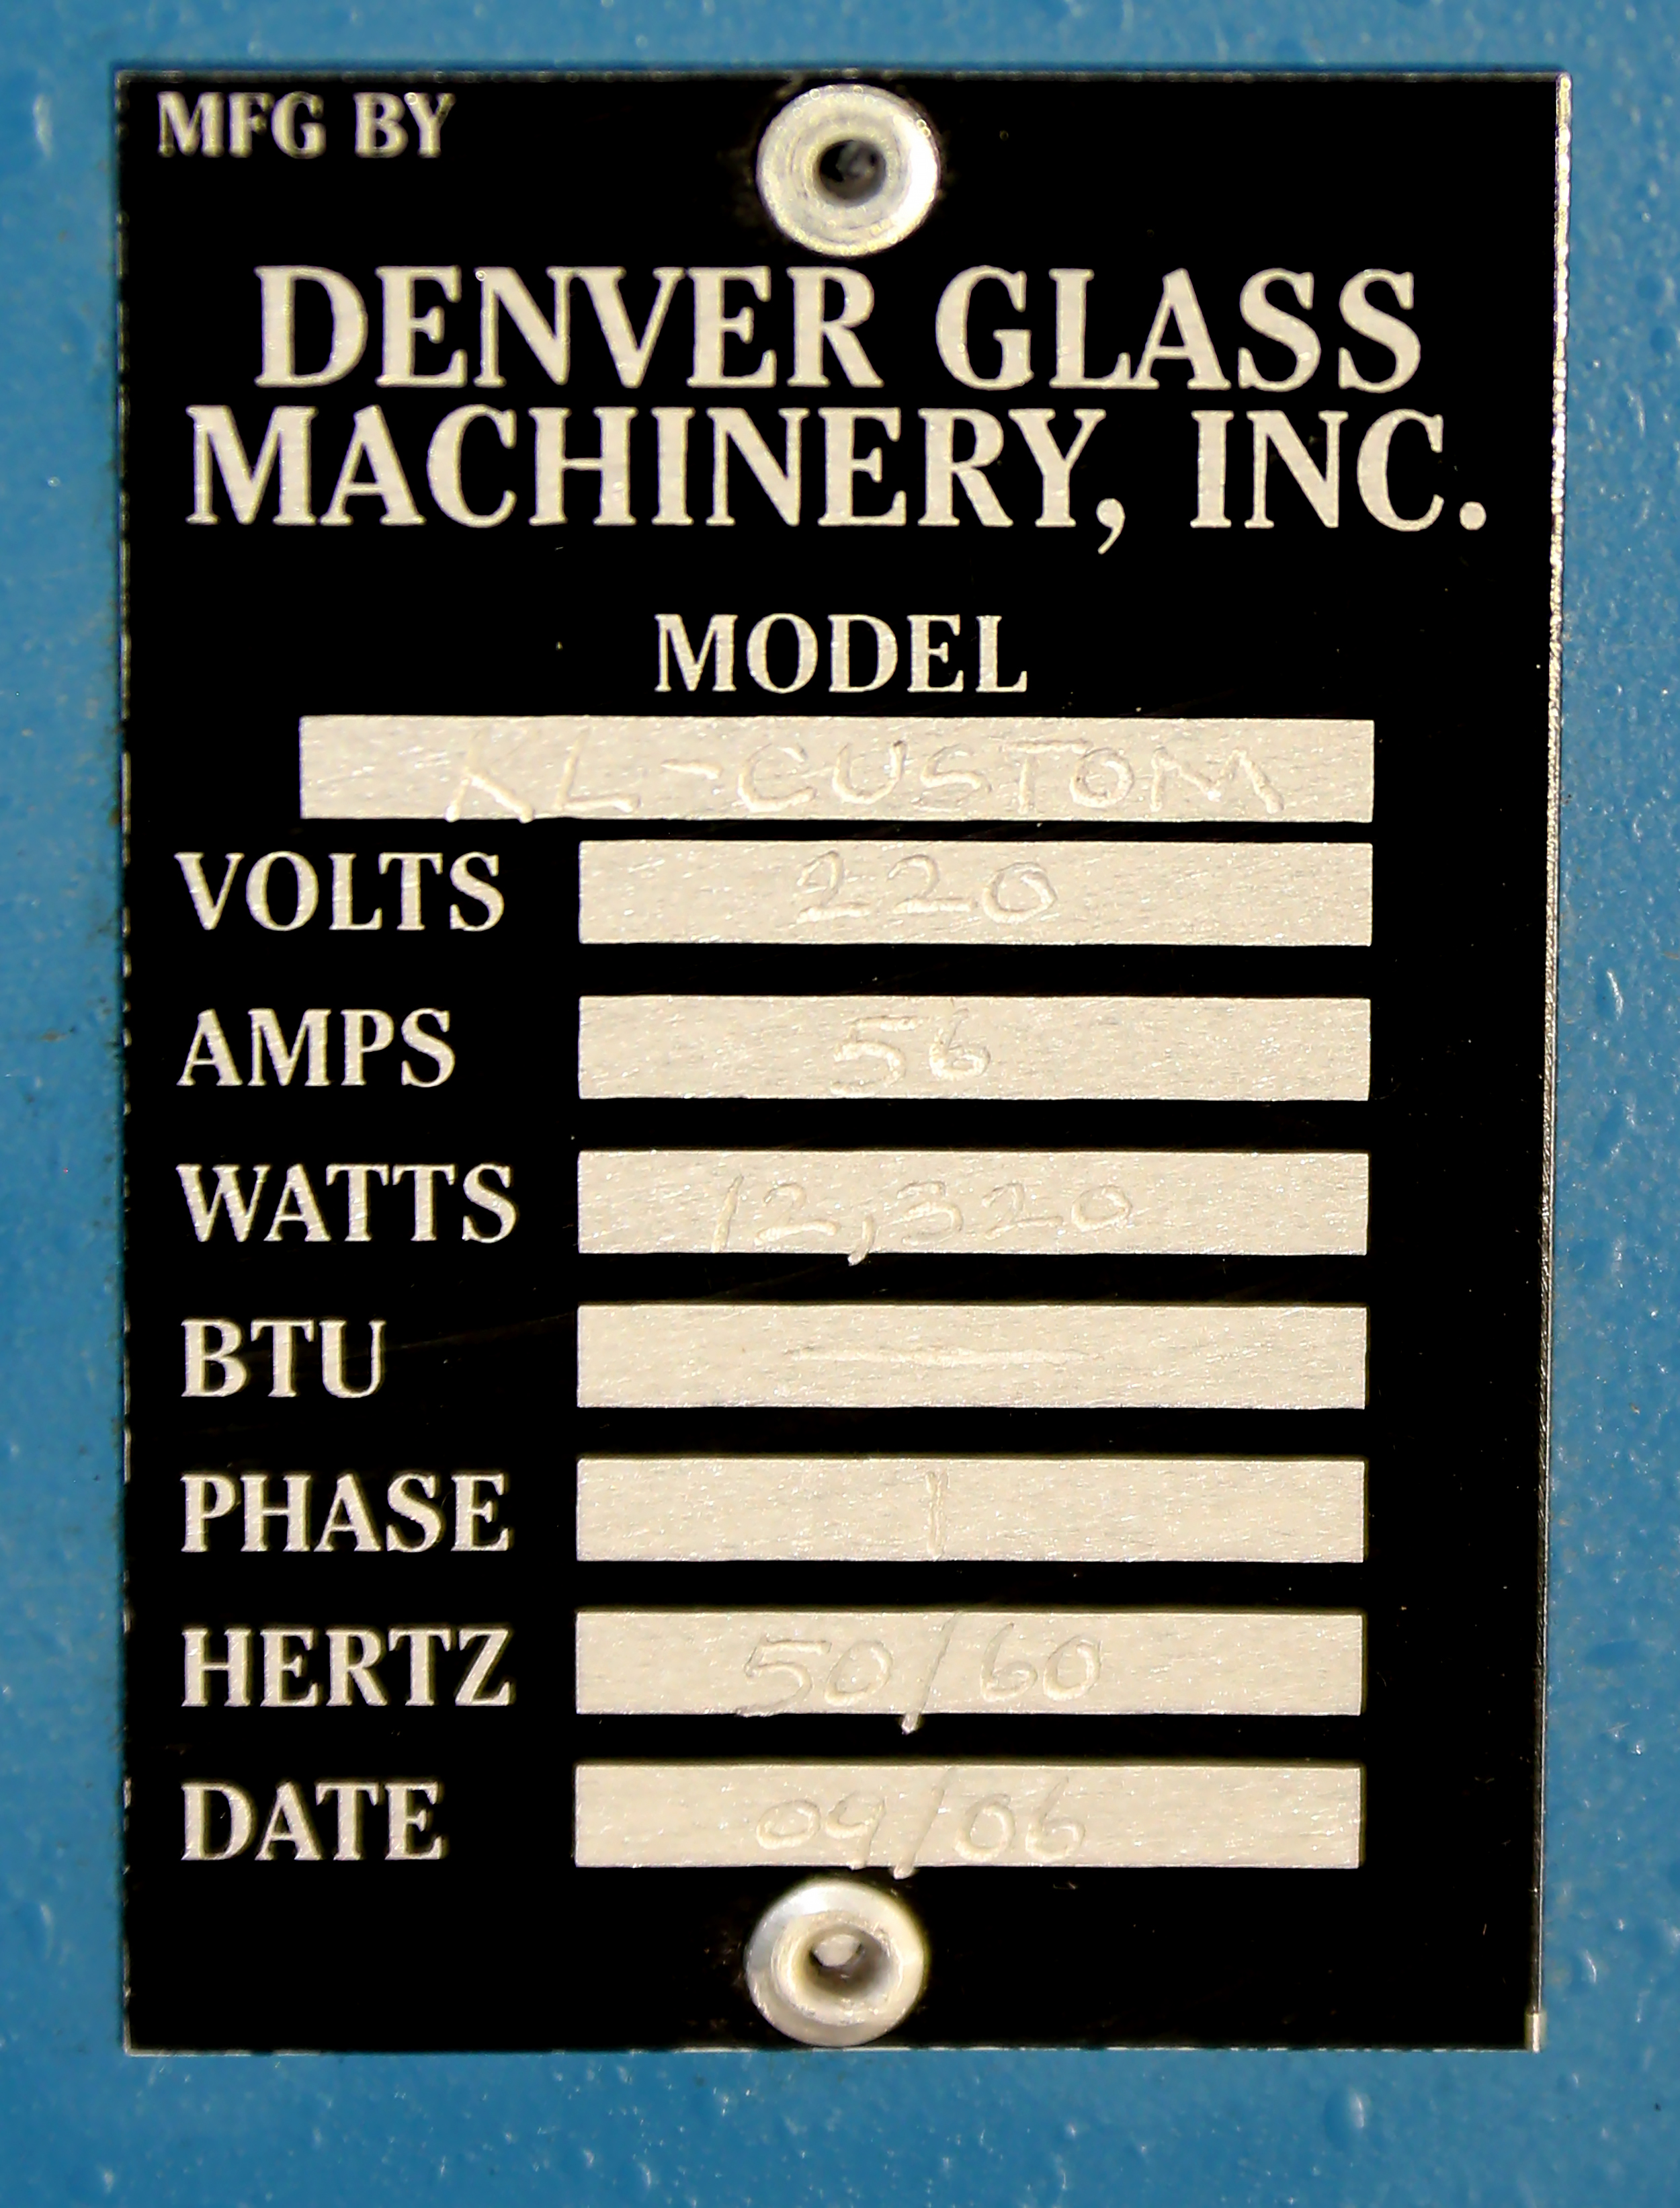 MFG BY
DENVER GLASS
MACHINERY, INC.
MODEL
KL-CUSTOM
VOLTS 220
AMPS 56
WATTS 12,320
BTU —
PHASE 1
HERTZ 50/60
DATE 09/06